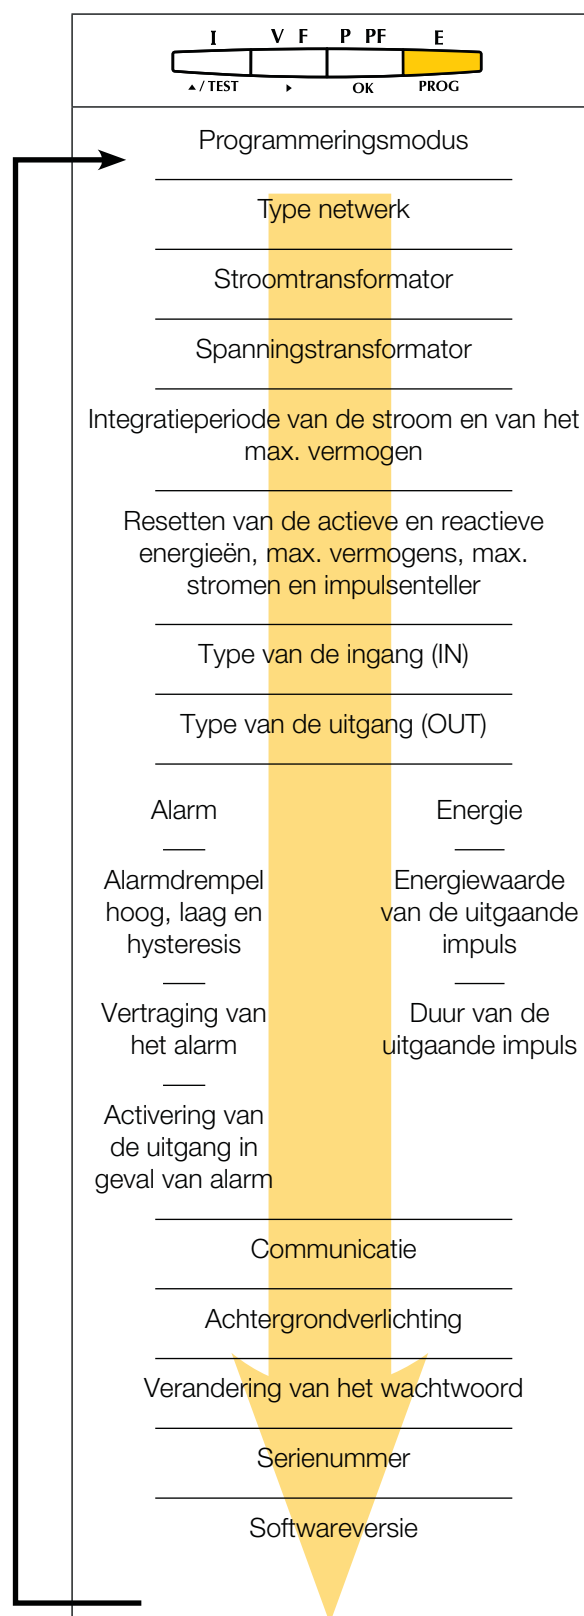 I V F P PF E
▲ / TEST ▶ OK PROG
Programmeringsmodus
Type netwerk
Stroomtransformator
Spanningstransformator
Integratieperiode van de stroom en van het
max. vermogen
Resetten van de actieve en reactieve
energieën, max. vermogens, max.
stromen en impulsenteller
Type van de ingang (IN)
Type van de uitgang (OUT)
Alarm
Alarmdrempel
hoog, laag en
hysteresis
Vertraging van
het alarm
Activering van
de uitgang in
geval van alarm
Energie
Energiewaarde
van de uitgaande
impuls
Duur van de
uitgaande impuls
Communicatie
Achtergrondverlichting
Verandering van het wachtwoord
Serienummer
Softwareversie